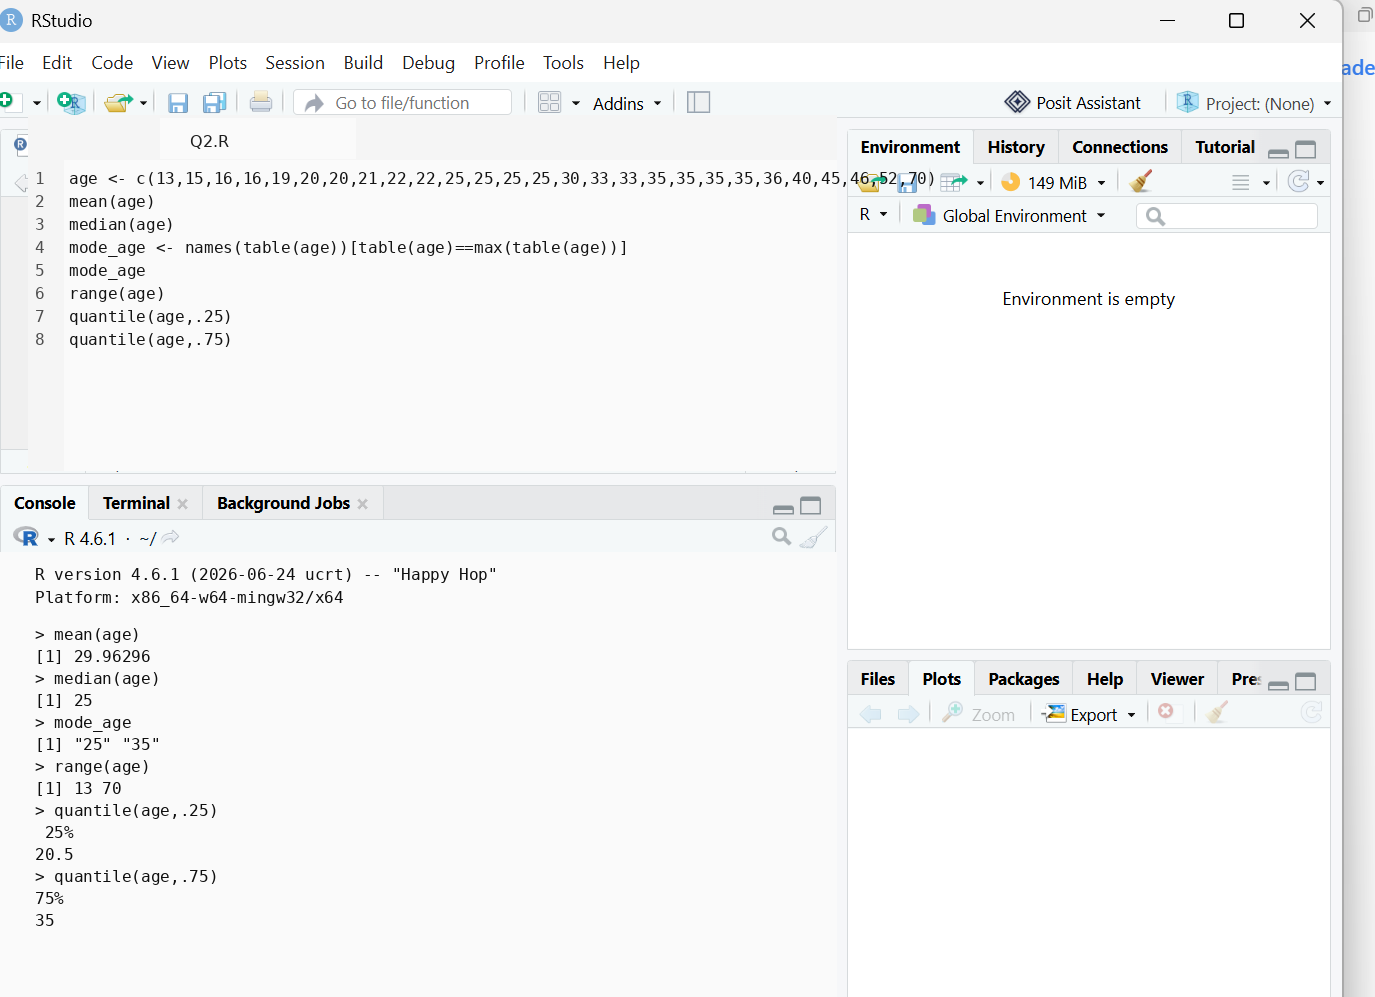 R RStudio
ade
File Edit Code View Plots Session Build Debug Profile Tools Help
Go to file/function Addins Posit Assistant Project: (None)
Q2.R
1 age <- c(13,15,16,16,19,20,20,21,22,22,25,25,25,25,30,33,33,35,35,35,35,36,40,45,46,52,70)
2 mean(age)
3 median(age)
4 mode_age <- names(table(age))[table(age)==max(table(age))]
5 mode_age
6 range(age)
7 quantile(age,.25)
8 quantile(age,.75)
Environment History Connections Tutorial
149 MiB
R Global Environment
Environment is empty
Console Terminal Background Jobs
R R 4.6.1 · ~/
R version 4.6.1 (2026-06-24 ucrt) -- "Happy Hop"
Platform: x86_64-w64-mingw32/x64
> mean(age)
[1] 29.96296
> median(age)
[1] 25
> mode_age
[1] "25" "35"
> range(age)
[1] 13 70
> quantile(age,.25)
25%
20.5
> quantile(age,.75)
75%
35
Files Plots Packages Help Viewer Pres
Zoom Export